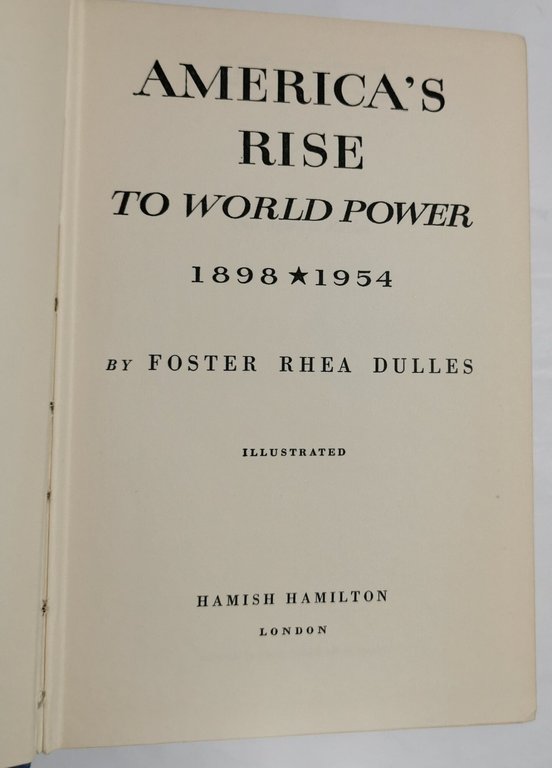 AMERICA'S
RISE
TO WORLD POWER
1898 ★ 1954
BY FOSTER RHEA DULLES
ILLUSTRATED
HAMISH HAMILTON
LONDON